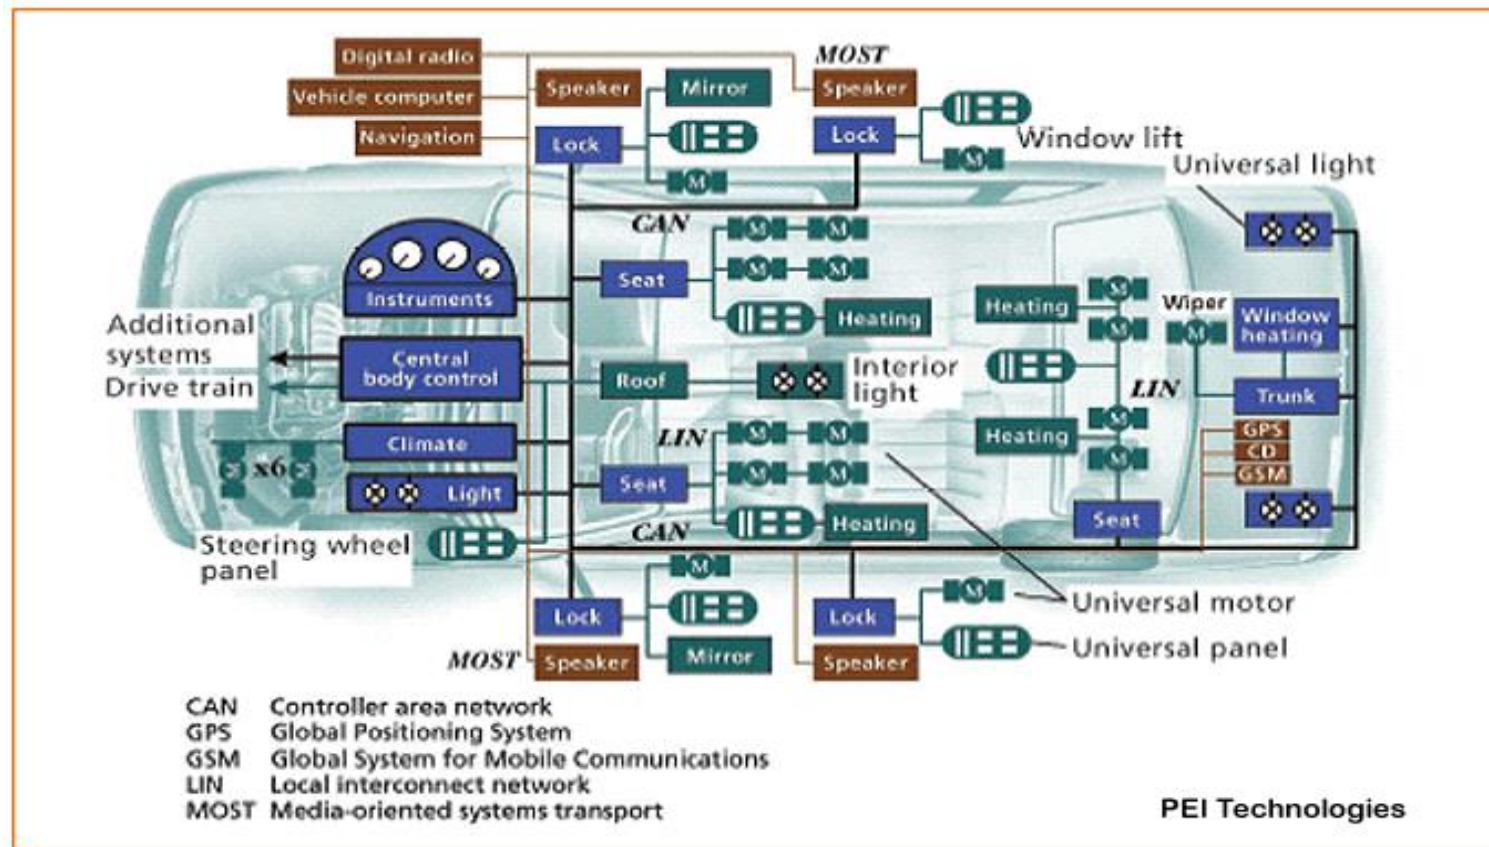 Digital radio
MOST
Vehicle computer
Speaker
Mirror
Speaker
Navigation
Lock
M
Lock
M
Window lift
Universal light
CAN
M
M
Seat
M
M
Heating
Instruments
Additional
systems
Drive train
Central
body control
Roof
Interior
light
Heating
M
M
Wiper
M
Window
heating
LIN
Trunk
Climate
M
x6
M
LIN
M
M
Heating
M
M
GPS
CD
GSM
Light
Seat
M
M
Heating
CAN
Seat
Steering wheel
panel
M
Lock
Mirror
MOST
Speaker
Lock
M
Universal motor
Universal panel
Speaker
CAN Controller area network
GPS Global Positioning System
GSM Global System for Mobile Communications
LIN Local interconnect network
MOST Media-oriented systems transport
PEI Technologies